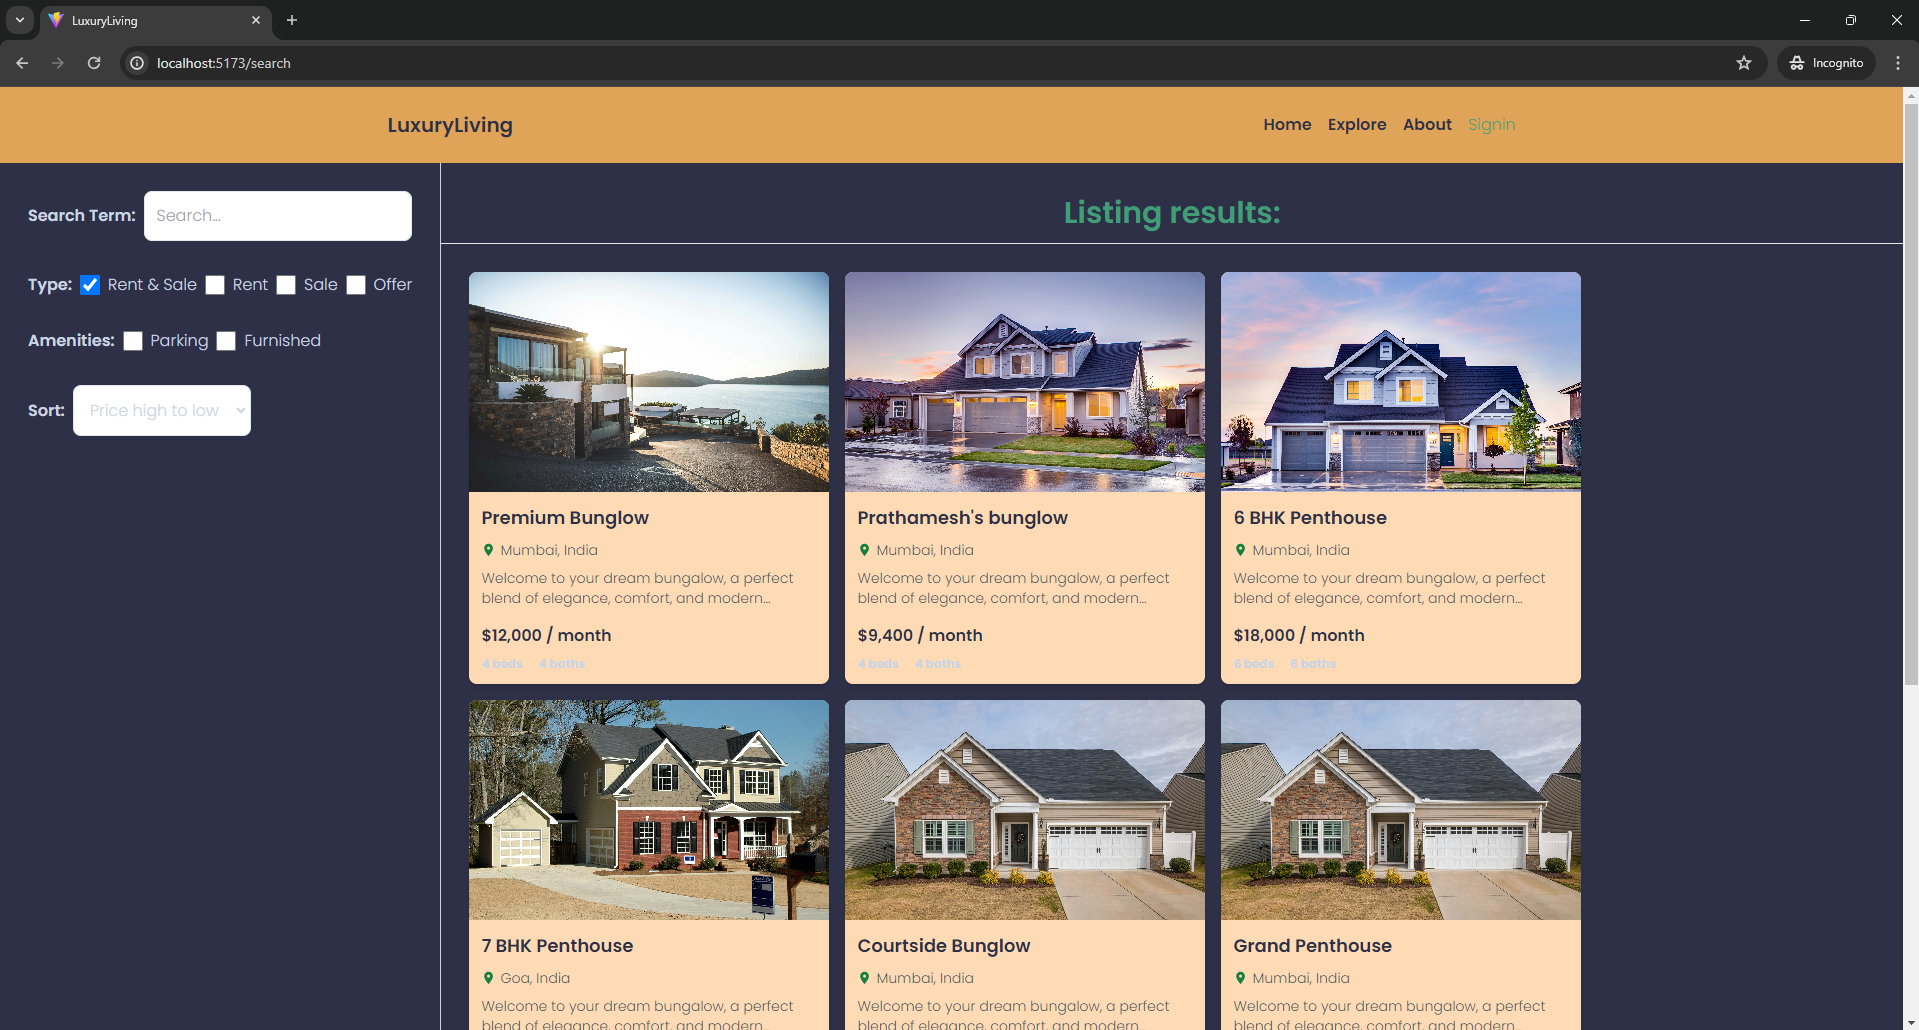 LuxuryLiving
localhost:5173/search
Incognito
LuxuryLiving
Home Explore About Signin
Search Term: Search...
Type: Rent & Sale Rent Sale Offer
Amenities: Parking Furnished
Sort: Price high to low
Listing results:
Premium Bunglow
Mumbai, India
Welcome to your dream bungalow, a perfect
blend of elegance, comfort, and modern...
$12,000 / month
4 beds 4 baths
Prathamesh's bunglow
Mumbai, India
Welcome to your dream bungalow, a perfect
blend of elegance, comfort, and modern...
$9,400 / month
4 beds 4 baths
6 BHK Penthouse
Mumbai, India
Welcome to your dream bungalow, a perfect
blend of elegance, comfort, and modern...
$18,000 / month
6 beds 6 baths
7 BHK Penthouse
Goa, India
Welcome to your dream bungalow, a perfect
blend of elegance, comfort, and modern...
Courtside Bunglow
Mumbai, India
Welcome to your dream bungalow, a perfect
blend of elegance, comfort, and modern...
Grand Penthouse
Mumbai, India
Welcome to your dream bungalow, a perfect
blend of elegance, comfort, and modern...